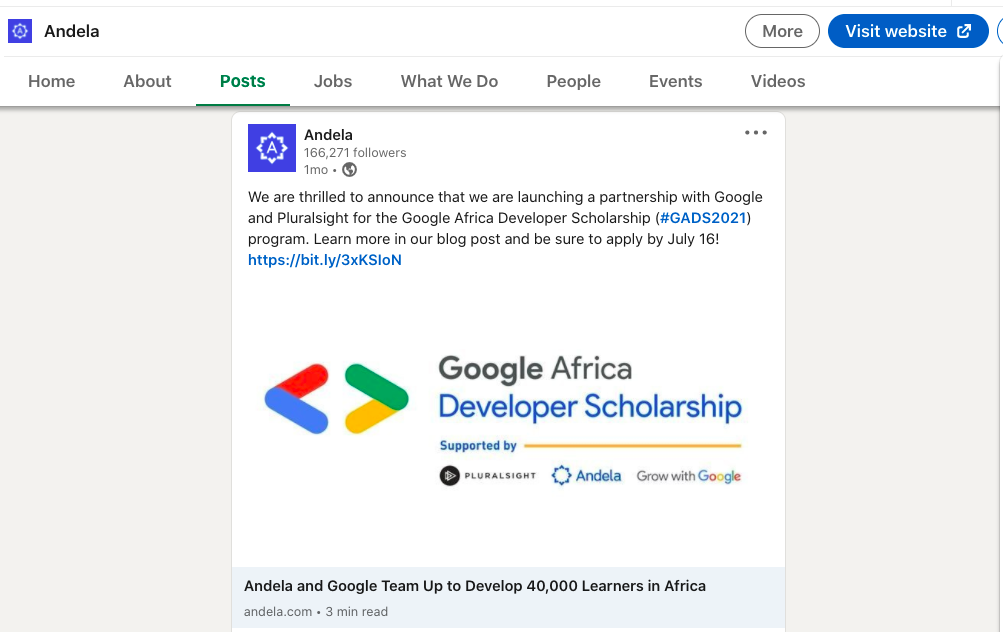 Andela
More
Visit website
Home About Posts Jobs What We Do People Events Videos
Andela
166,271 followers
1mo •
We are thrilled to announce that we are launching a partnership with Google
and Pluralsight for the Google Africa Developer Scholarship (#GADS2021)
program. Learn more in our blog post and be sure to apply by July 16!
https://bit.ly/3xKSIoN
Google Africa
Developer Scholarship
Supported by
PLURALSIGHT Andela Grow with Google
Andela and Google Team Up to Develop 40,000 Learners in Africa
andela.com • 3 min read